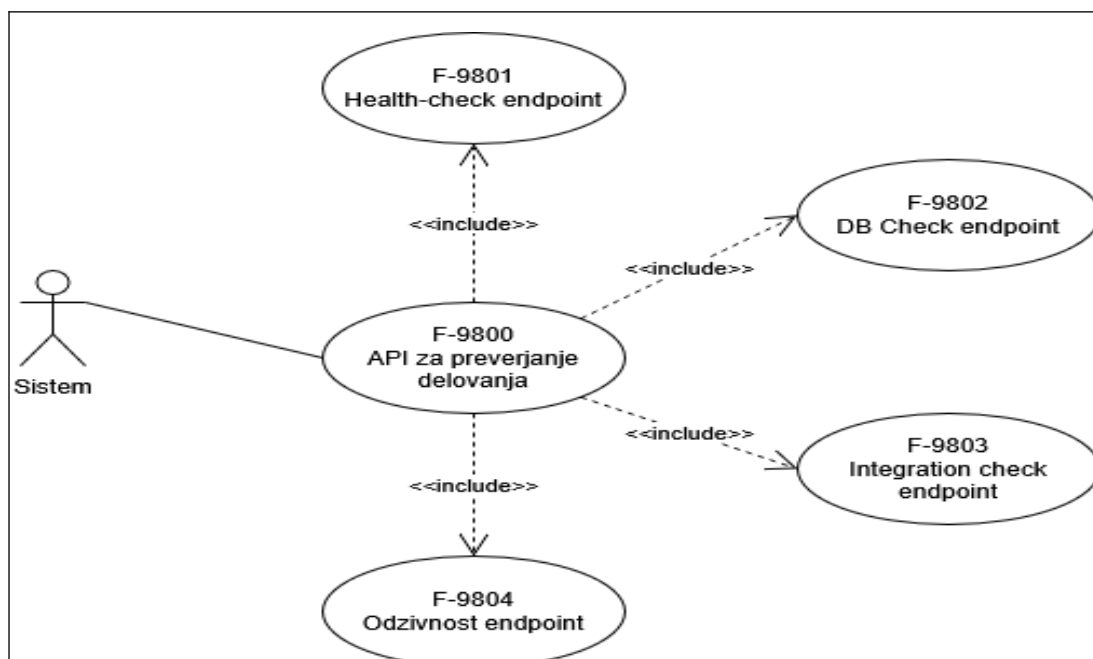 F-9801
Health-check endpoint
<<include>>
F-9802
DB Check endpoint
<<include>>
Sistem
F-9800
API za preverjanje
delovanja
<<include>>
F-9803
Integration check
endpoint
<<include>>
F-9804
Odzivnost endpoint